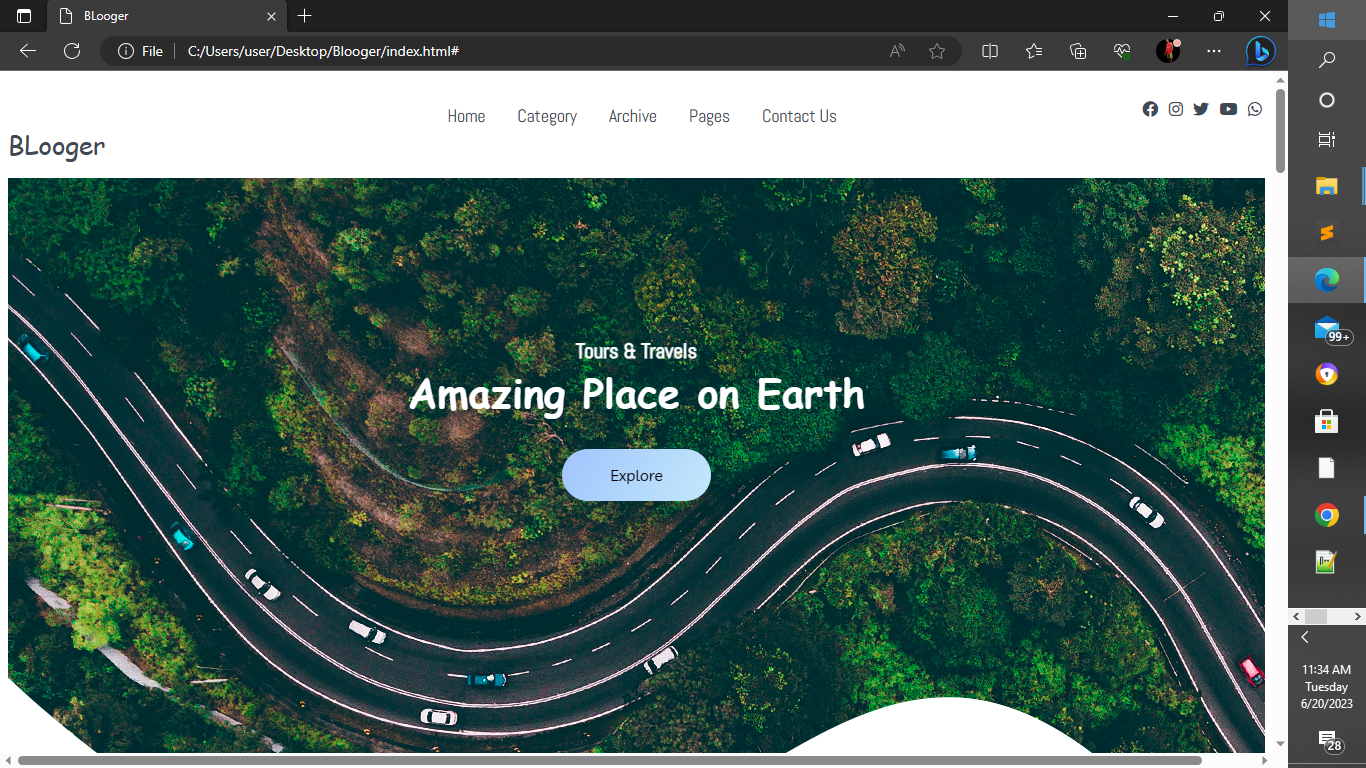 BLooger
File
C:/Users/user/Desktop/Blooger/index.html#
Home Category Archive Pages Contact Us
BLooger
Tours & Travels
Amazing Place on Earth
Explore
99+
11:34 AM
Tuesday
6/20/2023
28